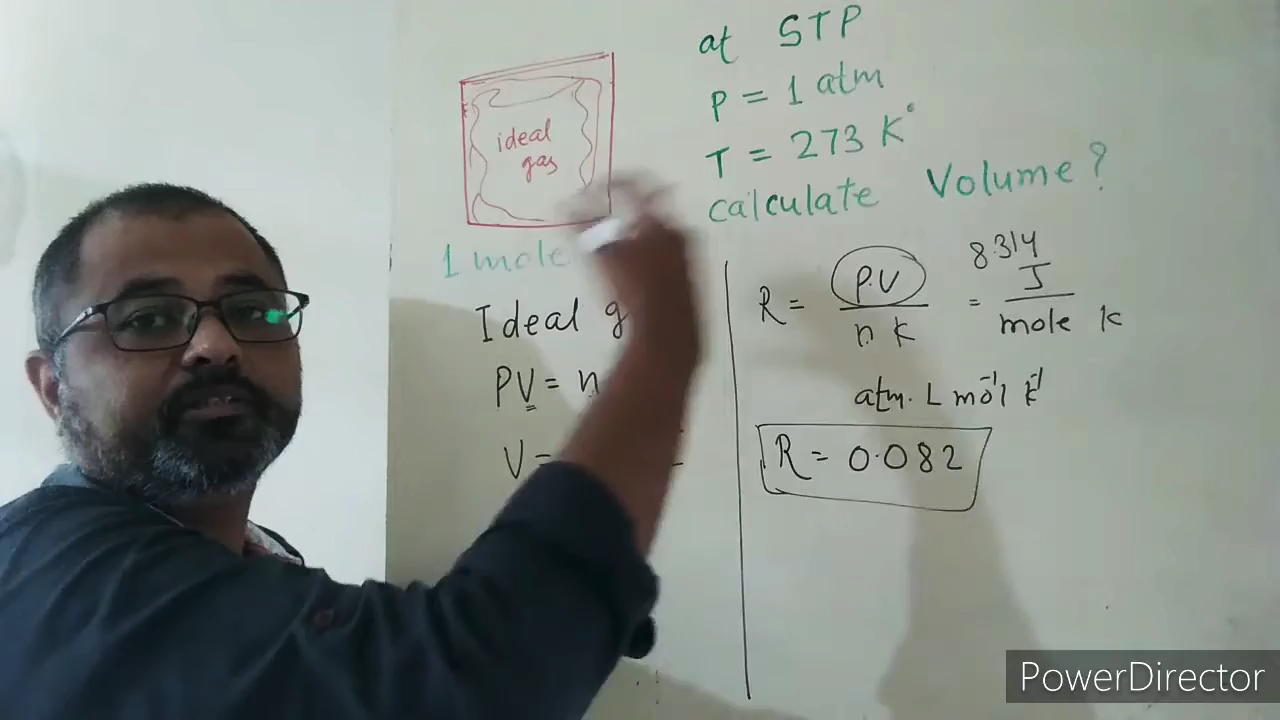 at STP
P = 1 atm
T = 273 K°
calculate Volume?
ideal
gas
1 mole
Ideal g
PV = n
V =
R = P.V / n k = 8.314 J / mole k
atm. L mol⁻¹ k⁻¹
R = 0.082
PowerDirector